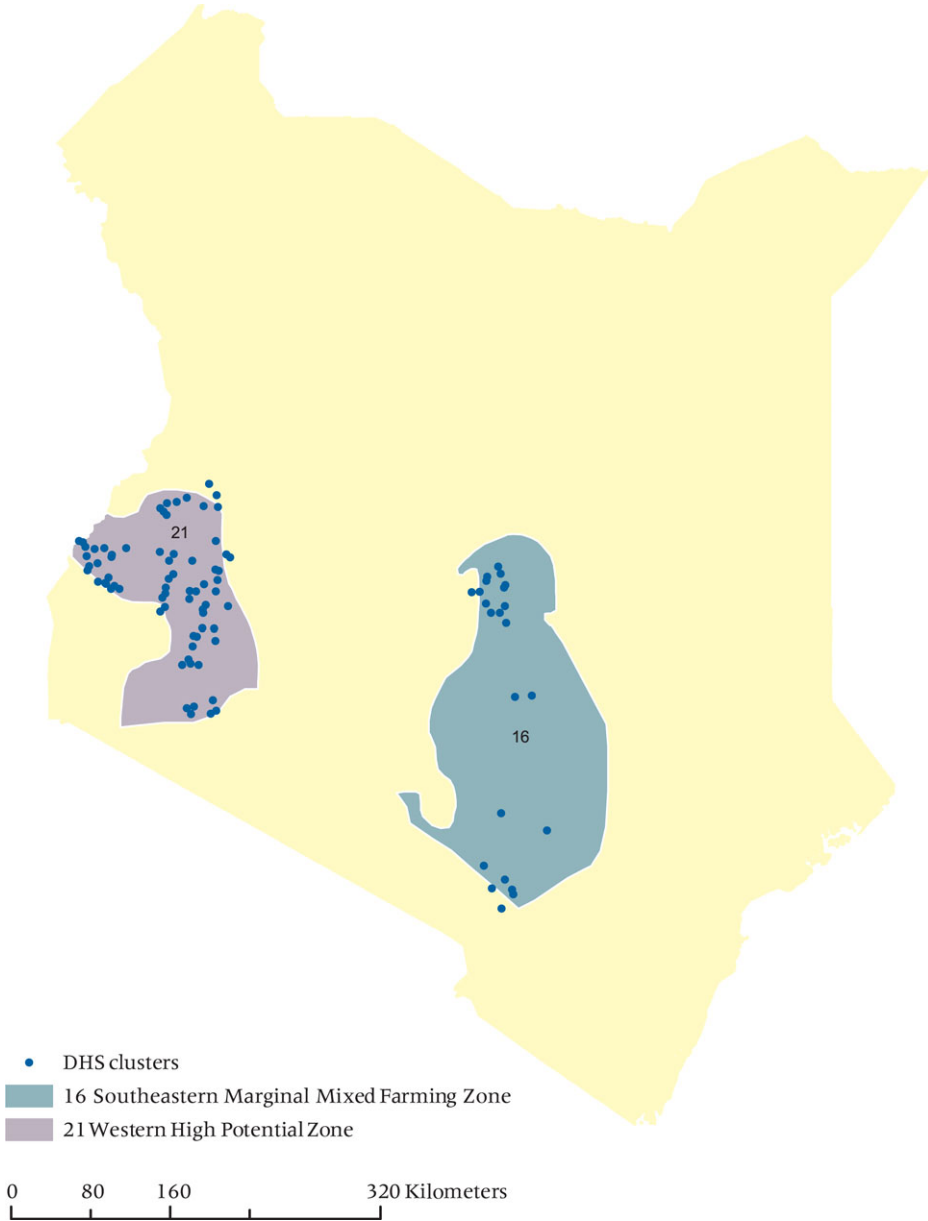 21
16
DHS clusters
16 Southeastern Marginal Mixed Farming Zone
21 Western High Potential Zone
0 80 160 320 Kilometers